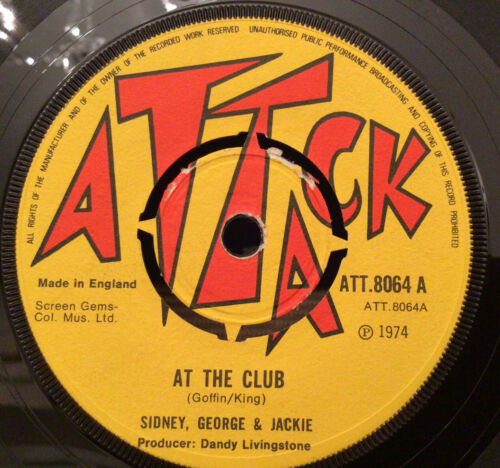 ALL RIGHTS OF THE MANUFACTURER AND OF THE OWNER OF THE RECORDED WORK RESERVED UNAUTHORISED PUBLIC PERFORMANCE BROADCASTING AND COPYING OF THIS RECORD PROHIBITED
ATTACK
Made in England
Screen Gems-
Col. Mus. Ltd.
ATT.8064 A
ATT.8064A
Ⓟ 1974
AT THE CLUB
(Goffin/King)
SIDNEY, GEORGE & JACKIE
Producer: Dandy Livingstone